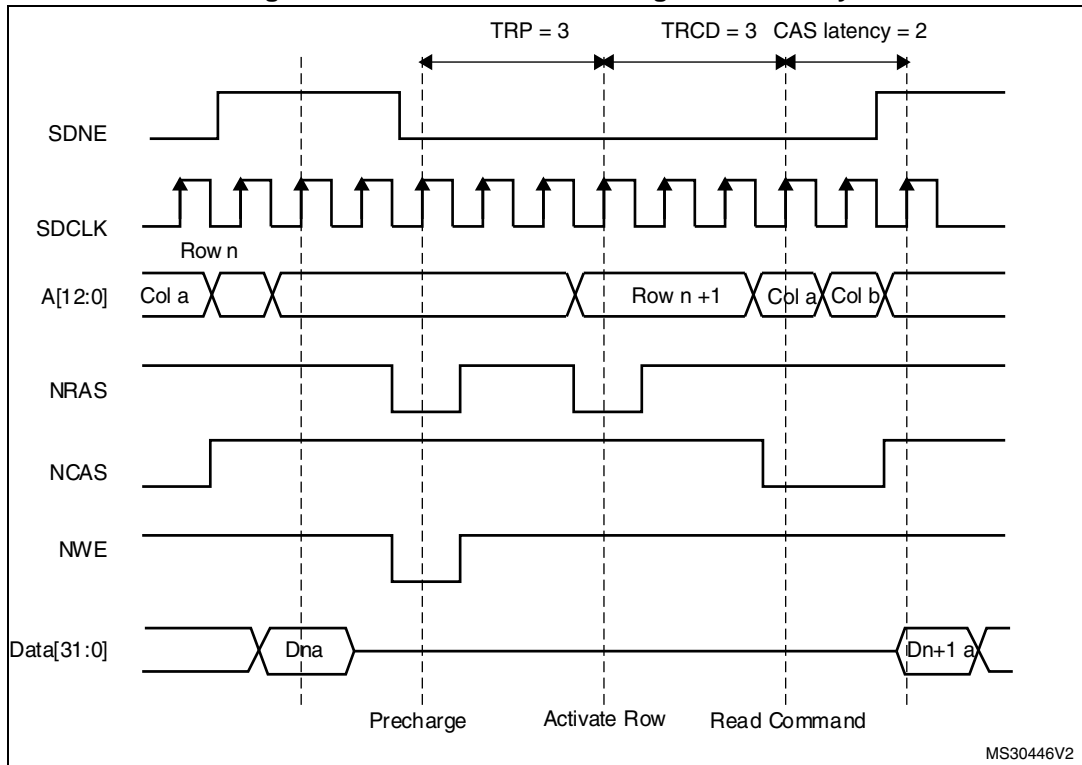 TRP = 3 TRCD = 3 CAS latency = 2
SDNE
SDCLK
Row n
A[12:0] Col a Row n +1 Col a Col b
NRAS
NCAS
NWE
Data[31:0] Dna Dn+1 a
Precharge Activate Row Read Command
MS30446V2